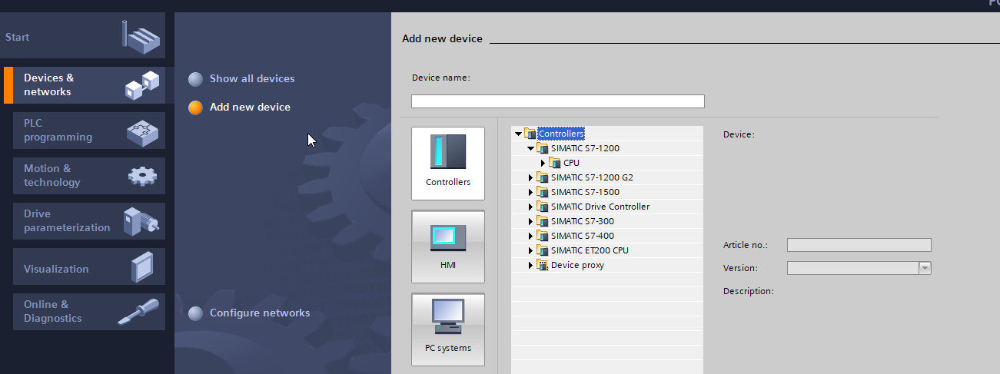 Start
Devices &
networks
PLC
programming
Motion &
technology
Drive
parameterization
Visualization
Online &
Diagnostics
Show all devices
Add new device
Configure networks
Add new device
Device name:
Controllers
HMI
PC systems
Controllers
SIMATIC S7-1200
CPU
SIMATIC S7-1200 G2
SIMATIC S7-1500
SIMATIC Drive Controller
SIMATIC S7-300
SIMATIC S7-400
SIMATIC ET200 CPU
Device proxy
Device:
Article no.:
Version:
Description: